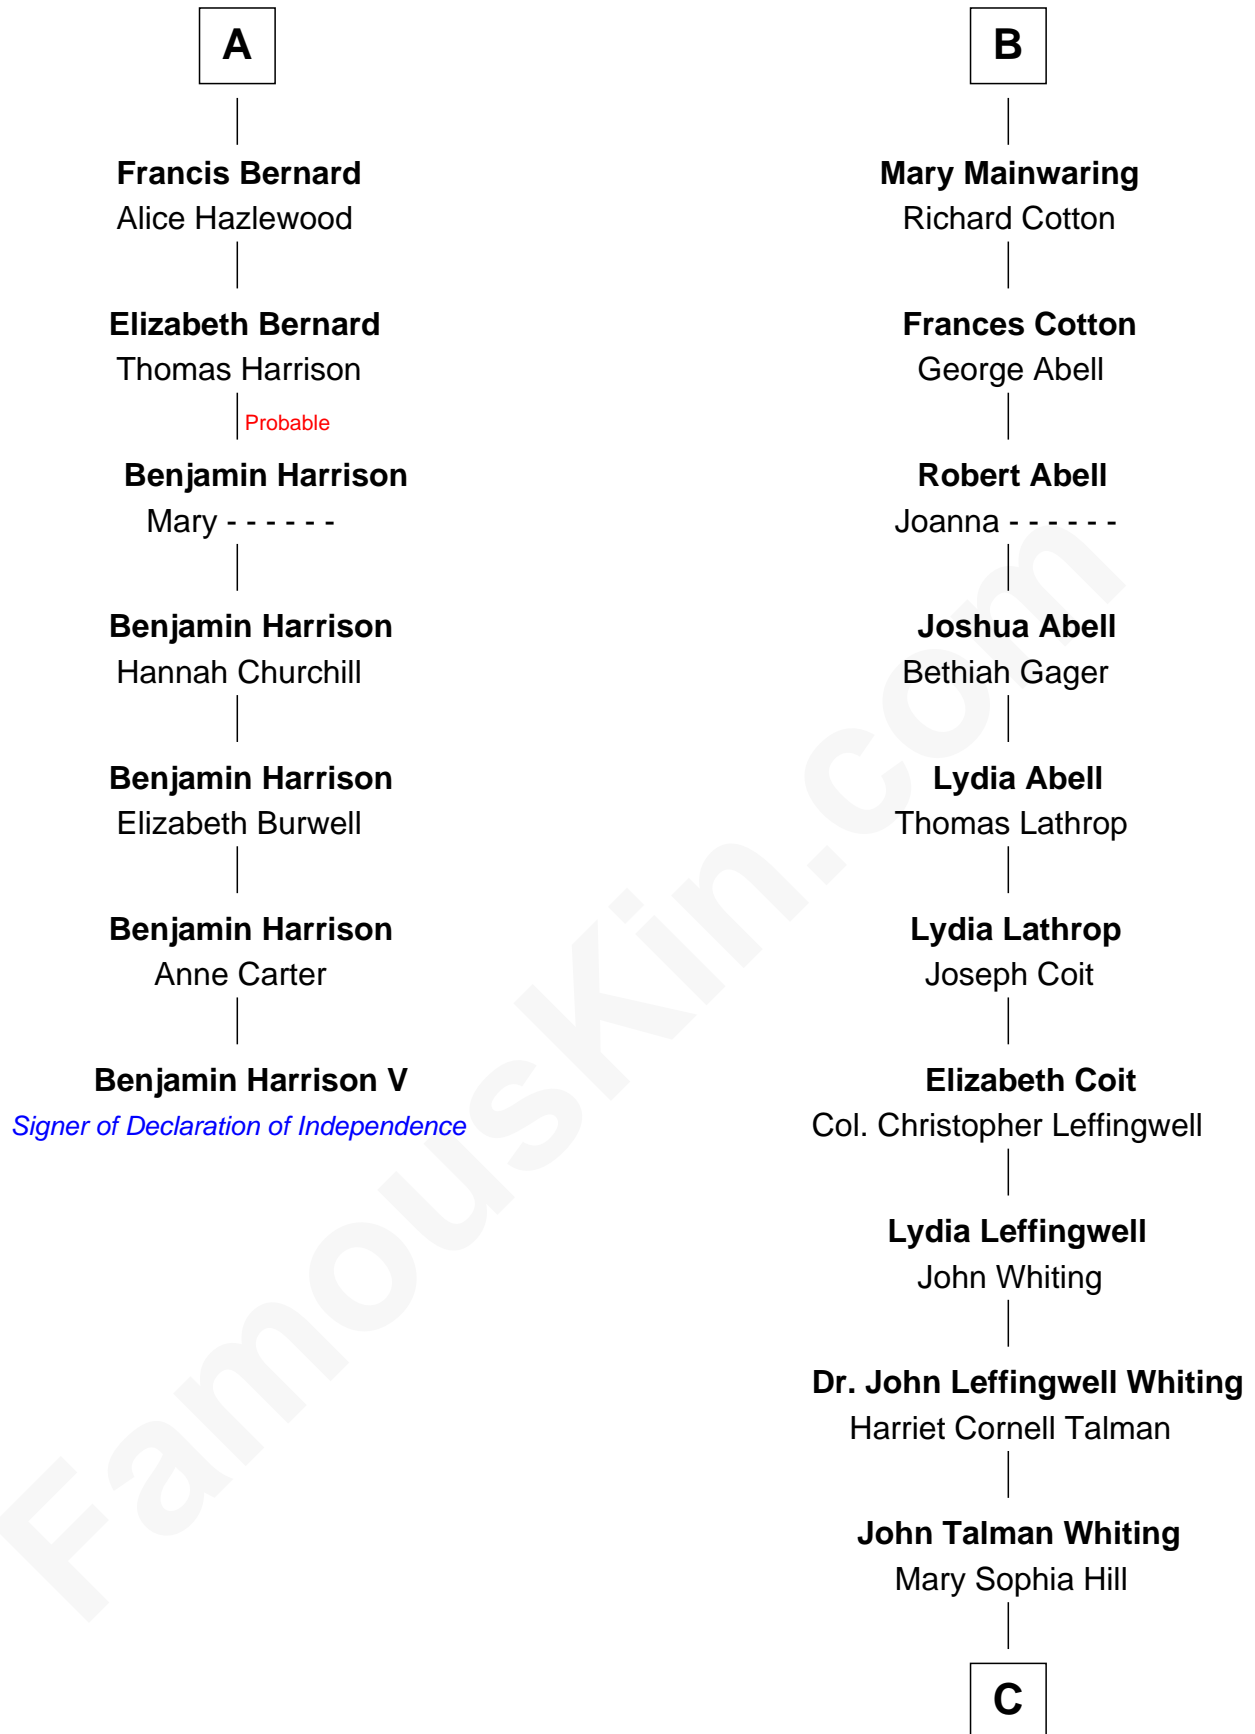 A
Francis Bernard
Alice Hazlewood
Elizabeth Bernard
Thomas Harrison
Probable
Benjamin Harrison
Mary - - - - - -
Benjamin Harrison
Hannah Churchill
Benjamin Harrison
Elizabeth Burwell
Benjamin Harrison
Anne Carter
Benjamin Harrison V
Signer of Declaration of Independence
B
Mary Mainwaring
Richard Cotton
Frances Cotton
George Abell
Robert Abell
Joanna - - - - - -
Joshua Abell
Bethiah Gager
Lydia Abell
Thomas Lathrop
Lydia Lathrop
Joseph Coit
Elizabeth Coit
Col. Christopher Leffingwell
Lydia Leffingwell
John Whiting
Dr. John Leffingwell Whiting
Harriet Cornell Talman
John Talman Whiting
Mary Sophia Hill
C
FamousKin.com